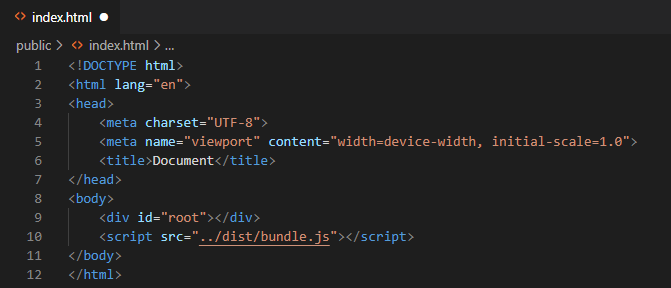 index.html
public > index.html > ...
1 <!DOCTYPE html>
2 <html lang="en">
3 <head>
4     <meta charset="UTF-8">
5     <meta name="viewport" content="width=device-width, initial-scale=1.0">
6     <title>Document</title>
7 </head>
8 <body>
9     <div id="root"></div>
10     <script src="../dist/bundle.js"></script>
11 </body>
12 </html>